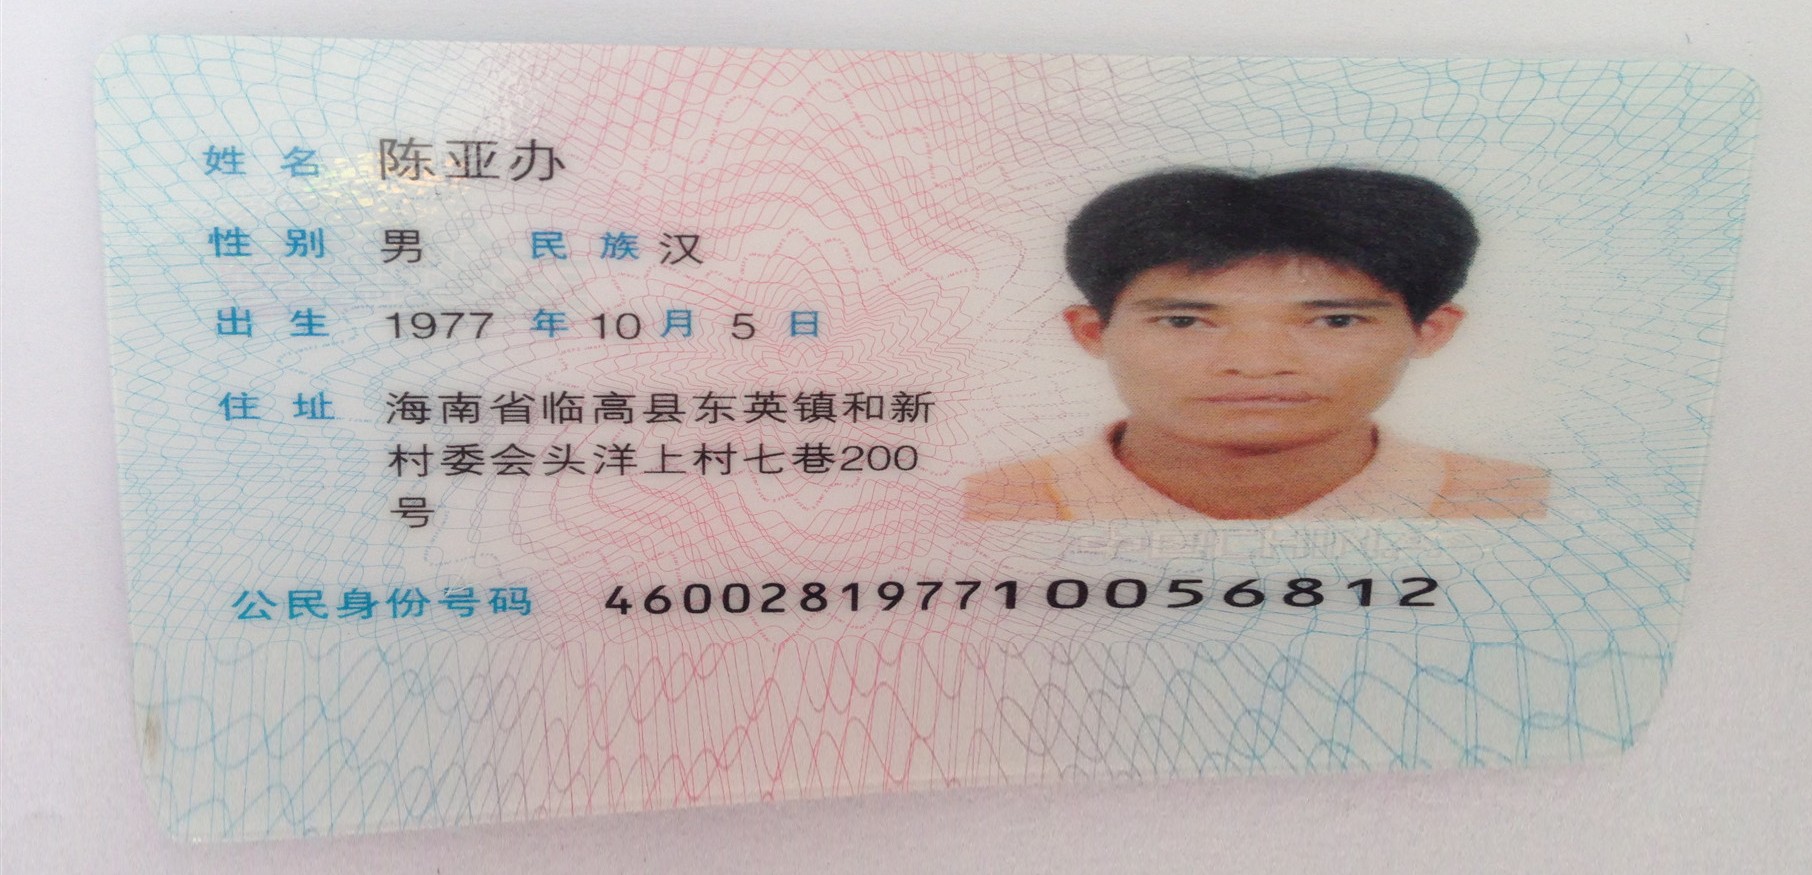 姓名 陈亚办
性别 男 民族 汉
出生 1977 年 10 月 5 日
住址 海南省临高县东英镇和新
村委会头洋上村七巷200
号
公民身份号码 460028197710056812